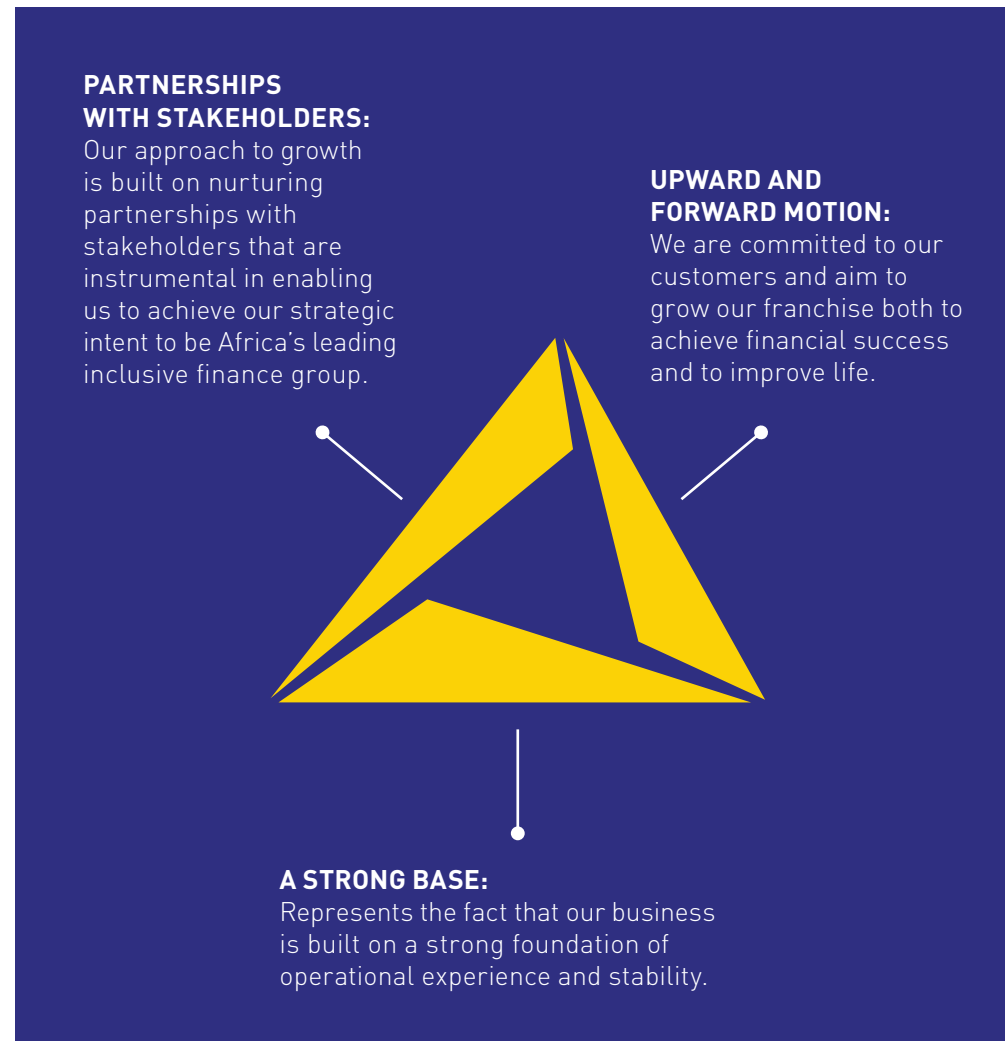 PARTNERSHIPS
WITH STAKEHOLDERS:
Our approach to growth
is built on nurturing
partnerships with
stakeholders that are
instrumental in enabling
us to achieve our strategic
intent to be Africa’s leading
inclusive finance group.
UPWARD AND
FORWARD MOTION:
We are committed to our
customers and aim to
grow our franchise both to
achieve financial success
and to improve life.
A STRONG BASE:
Represents the fact that our business
is built on a strong foundation of
operational experience and stability.